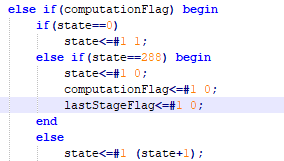 else if(computationFlag) begin
if(state==0)
state<=#1 1;
else if(state==288) begin
state<=#1 0;
computationFlag<=#1 0;
lastStageFlag<=#1 0;
end
else
state<=#1 (state+1);